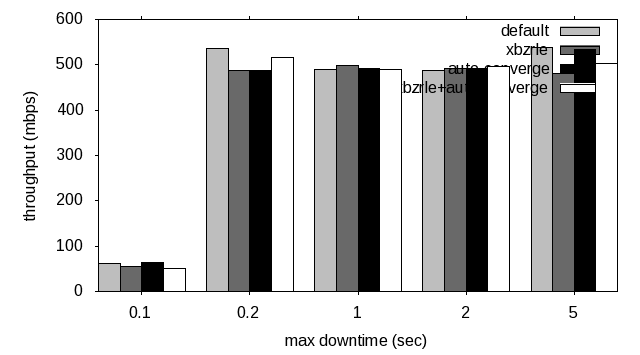 600
500
400
300
200
100
0
throughput (mbps)
default
xbzrle
auto-converge
xbzrle+auto-converge
0.1 0.2 1 2 5
max downtime (sec)